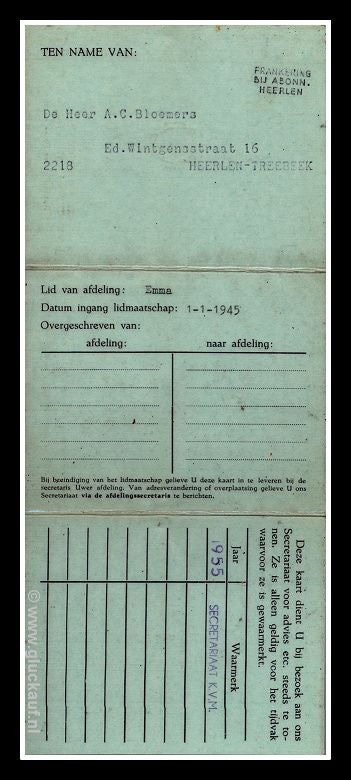 TEN NAME VAN:
FRANKERING
BIJ ABONN.
HEERLEN
De Heer A.C.Bloemers
Ed.Wintgensstraat 16
2218 HEERLEN-TREEBEEK
Lid van afdeling: Emma
Datum ingang lidmaatschap: 1-1-1945
Overgeschreven van:
afdeling: naar afdeling:
Bij beeindiging van het lidmaatschap gelieve U deze kaart in te leveren bij de
secretaris Uwer afdeling. Van adresverandering of overplaatsing gelieve U ons
Secretariaat via de afdelingssecretaris te berichten.
Deze kaart dient U bij bezoek aan ons
Secretariaat voor advies etc. steeds te to-
nen. Ze is alleen geldig voor het tijdvak
waarvoor ze is gewaarmerkt.
Jaar Waarmerk
1955 SECRETARIAAT K.V.M.
© www.gluckauf.nl